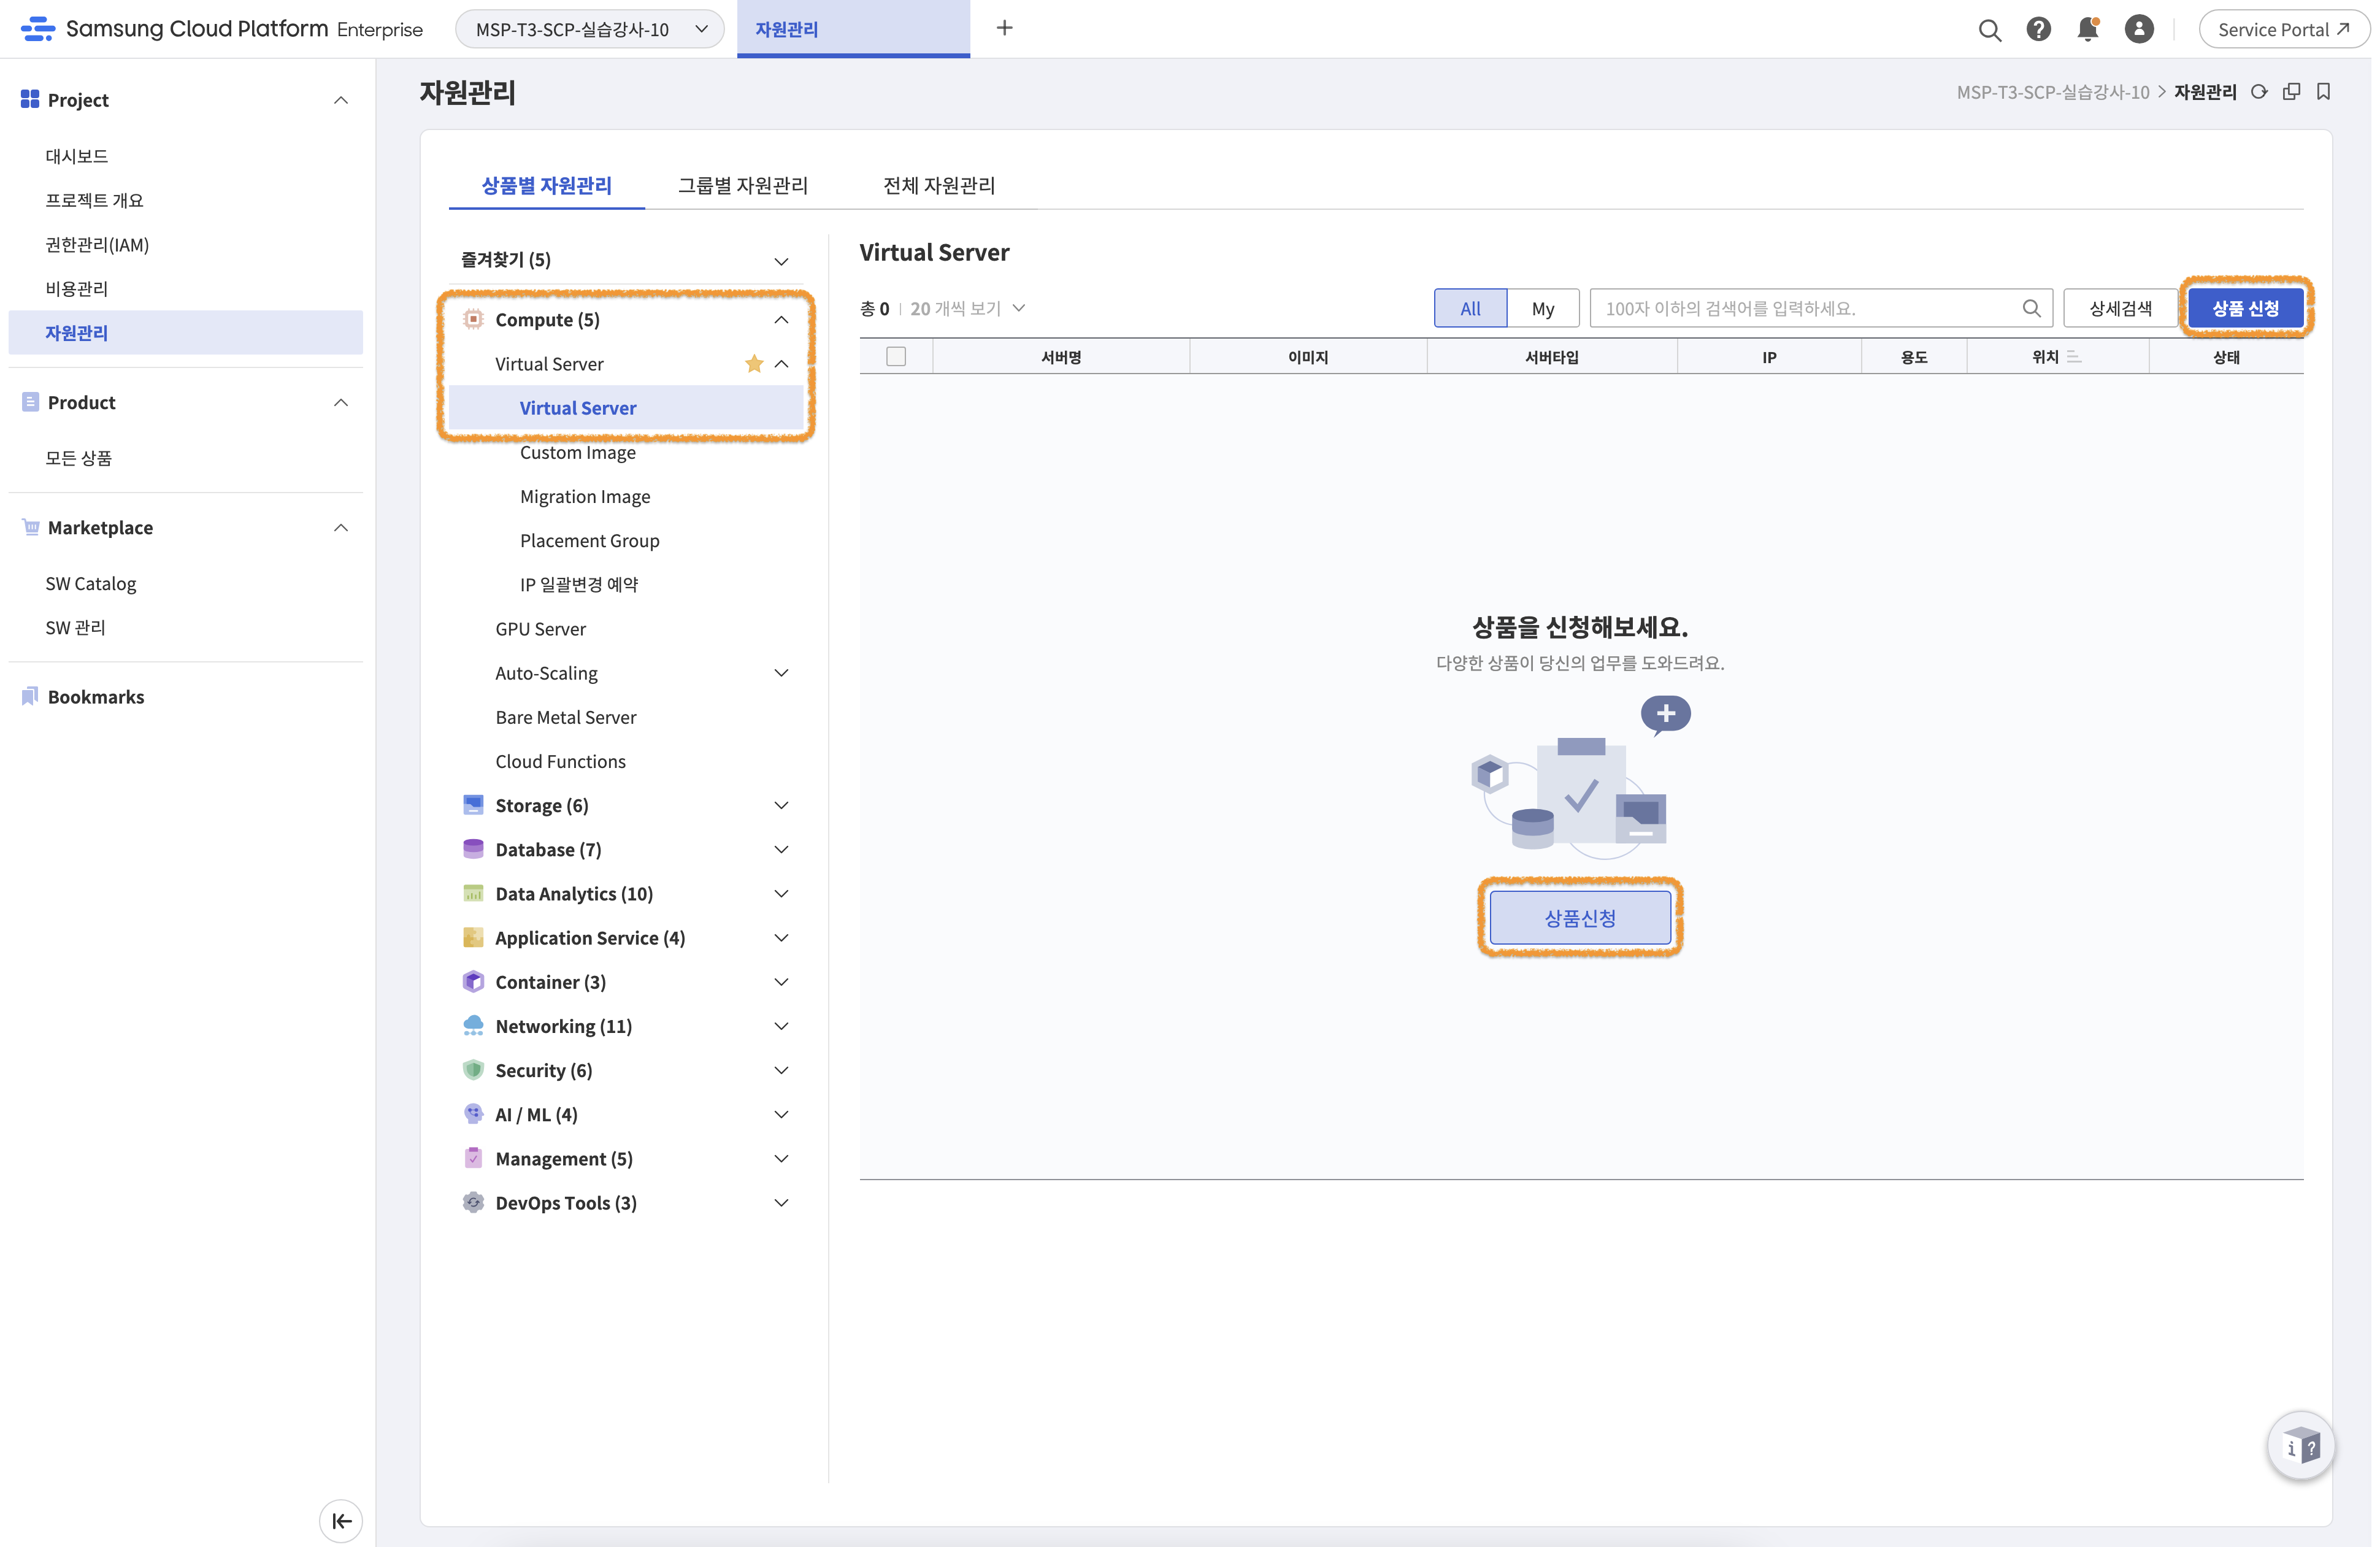 Samsung Cloud Platform Enterprise
MSP-T3-SCP-실습강사-10
자원관리
Service Portal
Project
대시보드
프로젝트 개요
권한관리(IAM)
비용관리
자원관리
Product
모든 상품
Marketplace
SW Catalog
SW 관리
Bookmarks
자원관리
MSP-T3-SCP-실습강사-10 > 자원관리
상품별 자원관리
그룹별 자원관리
전체 자원관리
즐겨찾기 (5)
Compute (5)
Virtual Server
Virtual Server
Custom Image
Migration Image
Placement Group
IP 일괄변경 예약
GPU Server
Auto-Scaling
Bare Metal Server
Cloud Functions
Storage (6)
Database (7)
Data Analytics (10)
Application Service (4)
Container (3)
Networking (11)
Security (6)
AI / ML (4)
Management (5)
DevOps Tools (3)
Virtual Server
총 0 | 20 개씩 보기
All
My
100자 이하의 검색어를 입력하세요.
상세검색
상품 신청
서버명
이미지
서버타입
IP
용도
위치
상태
상품을 신청해보세요.
다양한 상품이 당신의 업무를 도와드려요.
상품신청
i ?